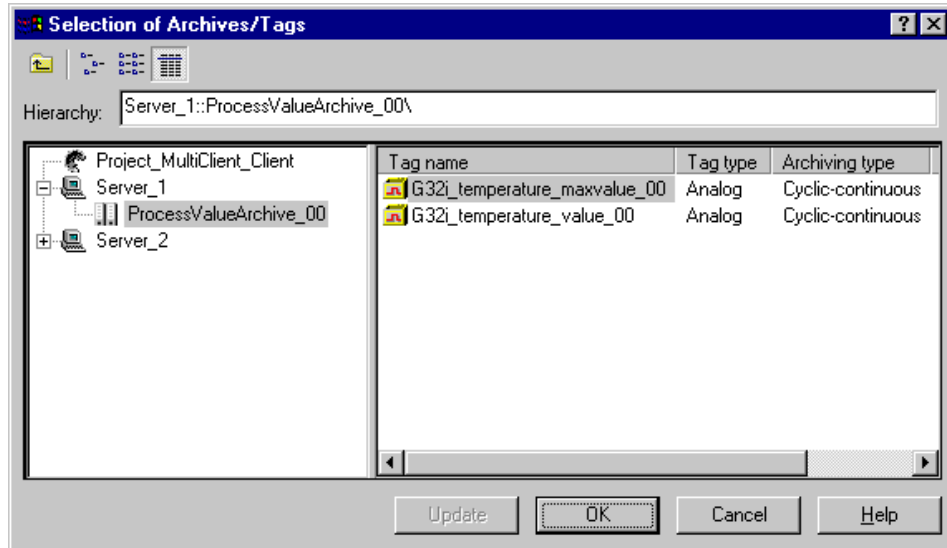 Selection of Archives/Tags
Hierarchy: Server_1::ProcessValueArchive_00\
Project_MultiClient_Client
Server_1
ProcessValueArchive_00
Server_2
Tag name Tag type Archiving type
G32i_temperature_maxvalue_00 Analog Cyclic-continuous
G32i_temperature_value_00 Analog Cyclic-continuous
Update OK Cancel Help